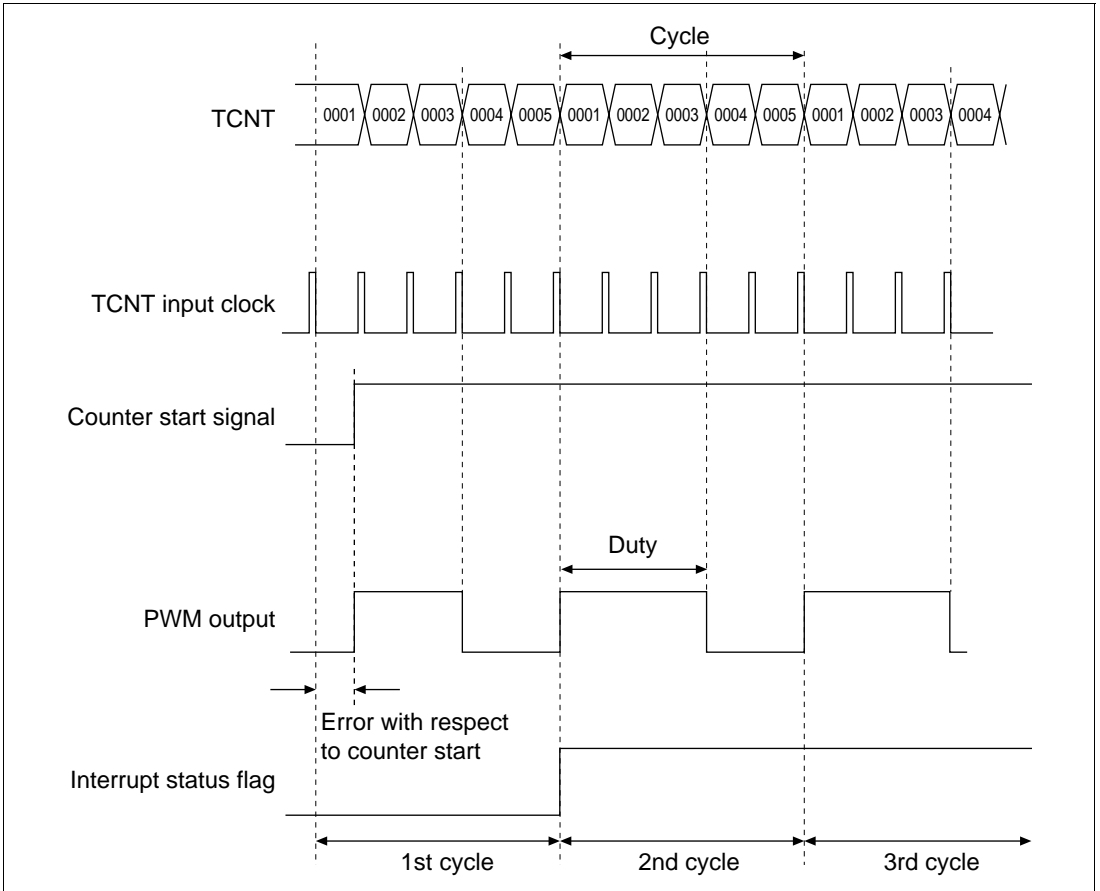 Cycle
TCNT
0001 0002 0003 0004 0005 0001 0002 0003 0004 0005 0001 0002 0003 0004
TCNT input clock
Counter start signal
Duty
PWM output
Error with respect
to counter start
Interrupt status flag
1st cycle 2nd cycle 3rd cycle